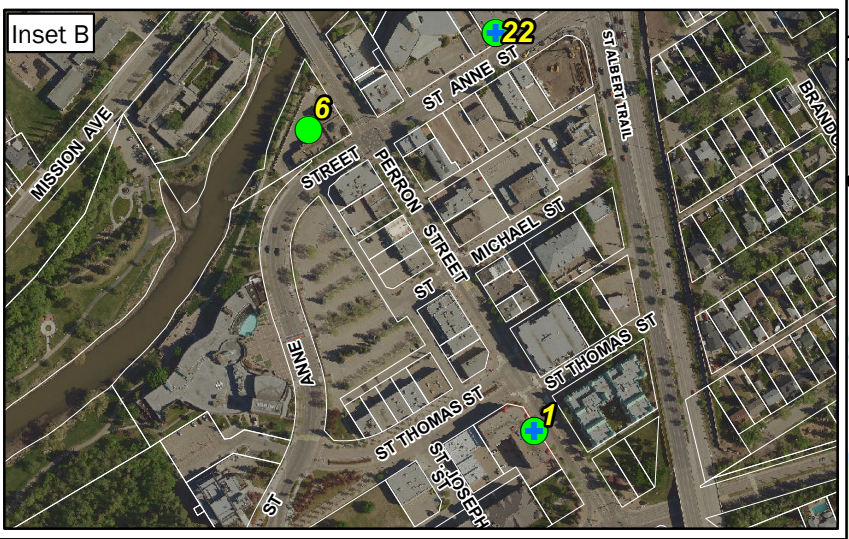 Inset B
22
ST ANNE ST
ST ALBERT TRAIL
6
MISSION AVE
STREET
PERRON STREET
MICHAEL ST
ST
ANNE
ST THOMAS ST
ST THOMAS ST
1
ST. JOSEPH
ST
ST